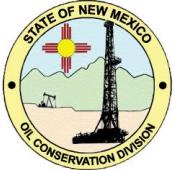 STATE OF NEW MEXICO
OIL CONSERVATION DIVISION